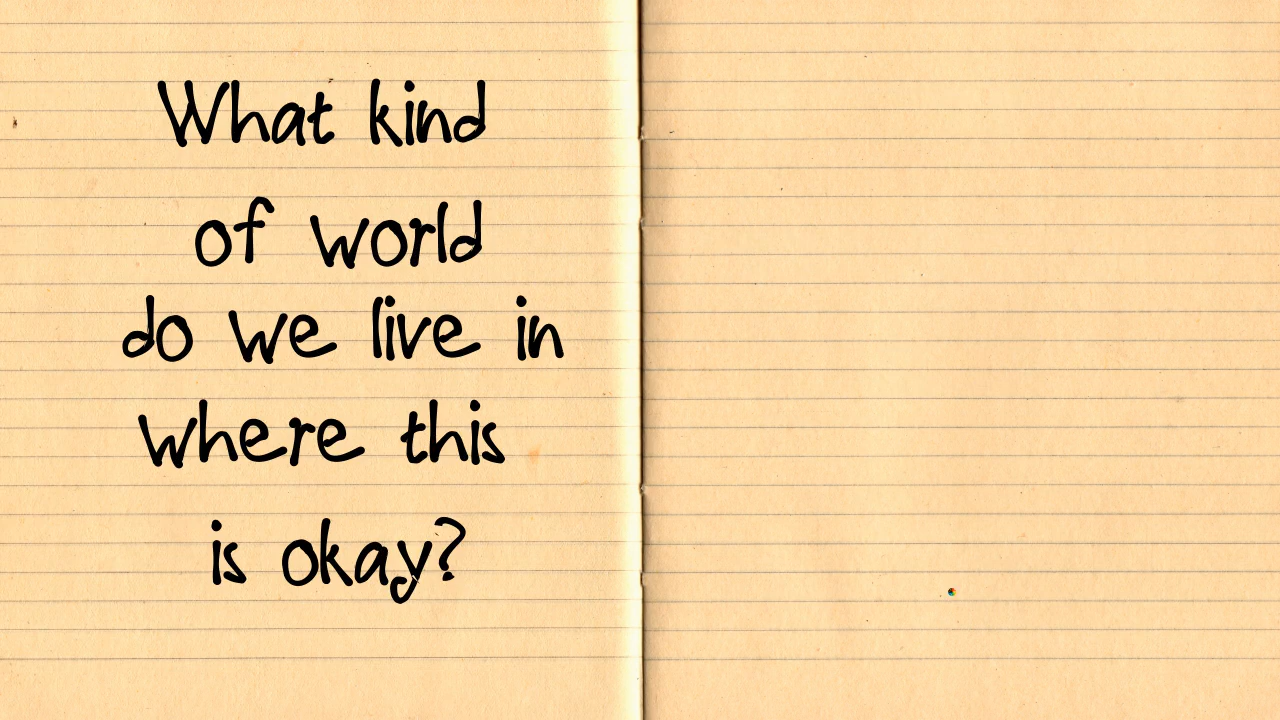 What kind
of world
do we live in
where this
is okay?